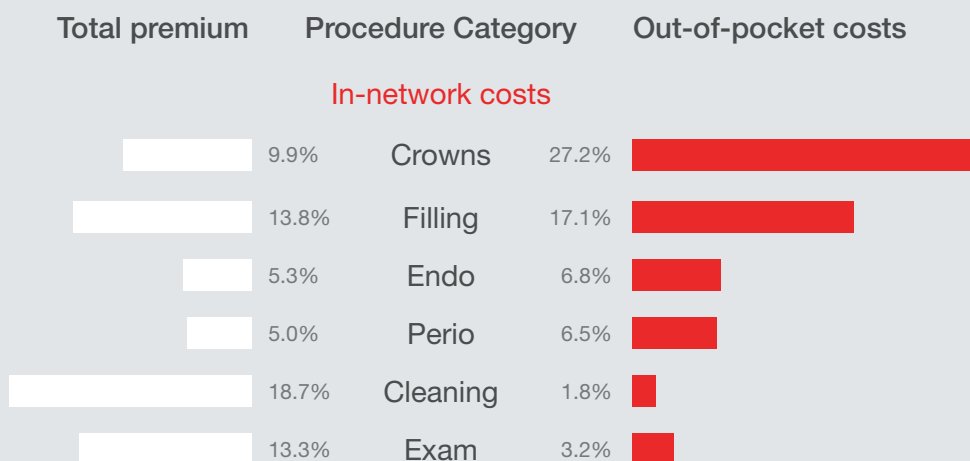 Total premium Procedure Category Out-of-pocket costs
In-network costs
9.9% Crowns 27.2%
13.8% Filling 17.1%
5.3% Endo 6.8%
5.0% Perio 6.5%
18.7% Cleaning 1.8%
13.3% Exam 3.2%